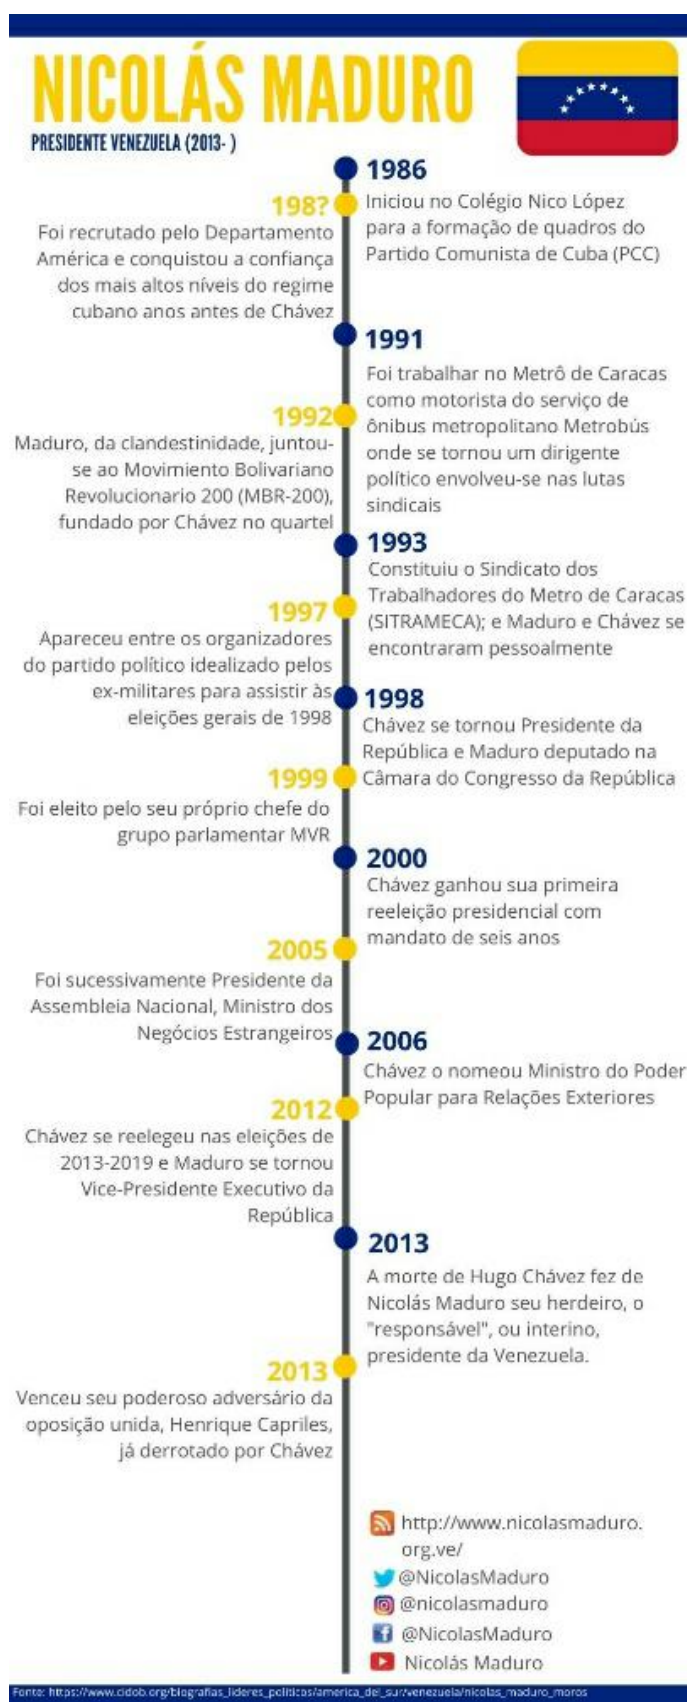 NICOLÁS MADURO
PRESIDENTE VENEZUELA (2013- )
1986
Iniciou no Colégio Nico López
para a formação de quadros do
Partido Comunista de Cuba (PCC)
198?
Foi recrutado pelo Departamento
América e conquistou a confiança
dos mais altos níveis do regime
cubano anos antes de Chávez
1991
Foi trabalhar no Metrô de Caracas
como motorista do serviço de
ônibus metropolitano Metrobús
onde se tornou um dirigente
político envolveu-se nas lutas
sindicais
1992
Maduro, da clandestinidade, juntou-
se ao Movimiento Bolivariano
Revolucionario 200 (MBR-200),
fundado por Chávez no quartel
1993
Constituiu o Sindicato dos
Trabalhadores do Metro de Caracas
(SITRAMECA); e Maduro e Chávez se
encontraram pessoalmente
1997
Apareceu entre os organizadores
do partido político idealizado pelos
ex-militares para assistir às
eleições gerais de 1998
1998
Chávez se tornou Presidente da
República e Maduro deputado na
Câmara do Congresso da República
1999
Foi eleito pelo seu próprio chefe do
grupo parlamentar MVR
2000
Chávez ganhou sua primeira
reeleição presidencial com
mandato de seis anos
2005
Foi sucessivamente Presidente da
Assembleia Nacional, Ministro dos
Negócios Estrangeiros
2006
Chávez o nomeou Ministro do Poder
Popular para Relações Exteriores
2012
Chávez se reelegeu nas eleições de
2013-2019 e Maduro se tornou
Vice-Presidente Executivo da
República
2013
A morte de Hugo Chávez fez de
Nicolás Maduro seu herdeiro, o
"responsável", ou interino,
presidente da Venezuela.
2013
Venceu seu poderoso adversário da
oposição unida, Henrique Capriles,
já derrotado por Chávez
http://www.nicolasmaduro.
org.ve/
@NicolasMaduro
@nicolasmaduro
@NicolasMaduro
Nicolás Maduro
Fonte: https://www.cidob.org/biografias_lideres_politicos/america_del_sur/venezuela/nicolas_maduro_moros